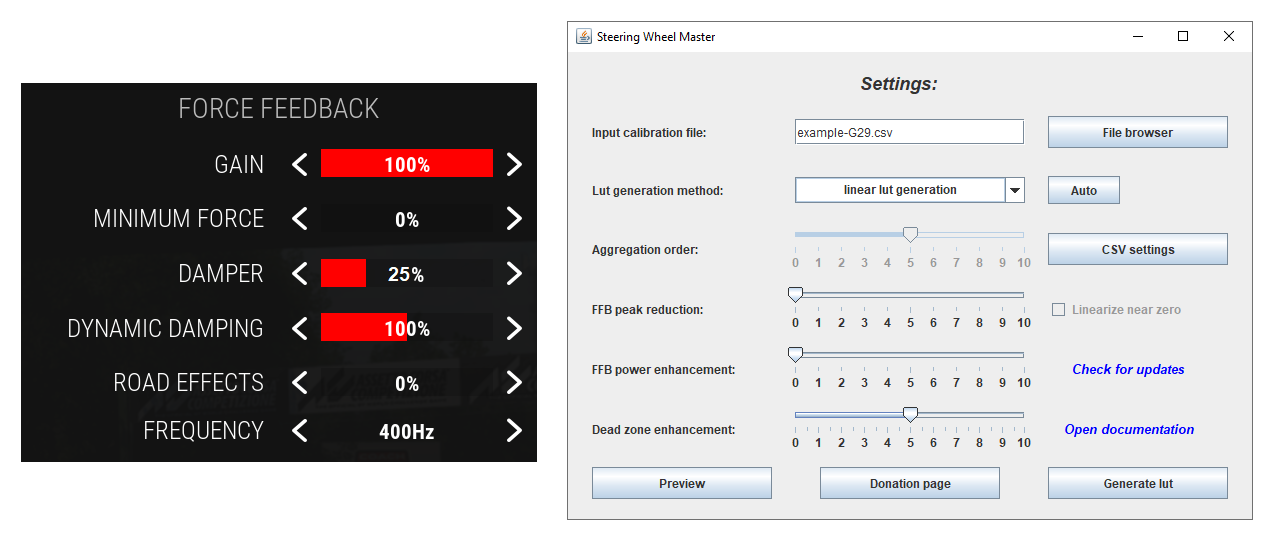 FORCE FEEDBACK
GAIN 100%
MINIMUM FORCE 0%
DAMPER 25%
DYNAMIC DAMPING 100%
ROAD EFFECTS 0%
FREQUENCY 400Hz
Steering Wheel Master
Settings:
Input calibration file: example-G29.csv File browser
Lut generation method: linear lut generation Auto
Aggregation order: CSV settings
0 1 2 3 4 5 6 7 8 9 10
FFB peak reduction: Linearize near zero
0 1 2 3 4 5 6 7 8 9 10
FFB power enhancement: Check for updates
0 1 2 3 4 5 6 7 8 9 10
Dead zone enhancement: Open documentation
0 1 2 3 4 5 6 7 8 9 10
Preview Donation page Generate lut